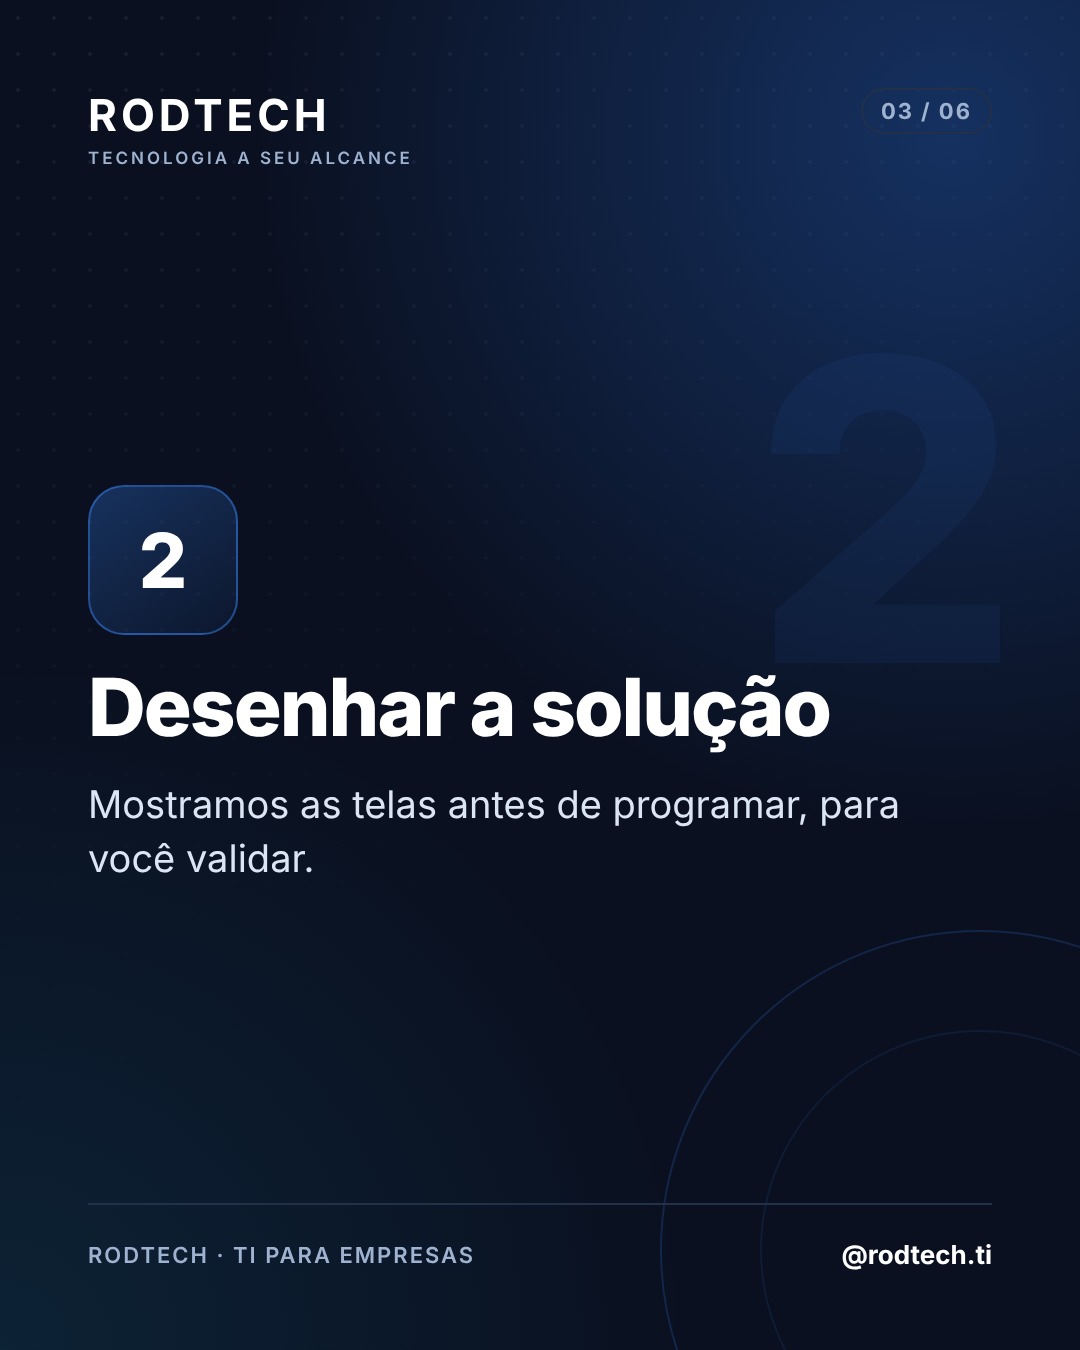 RODTECH
TECNOLOGIA A SEU ALCANCE
03 / 06
2
2
Desenhar a solução
Mostramos as telas antes de programar, para
você validar.
RODTECH · TI PARA EMPRESAS
@rodtech.ti